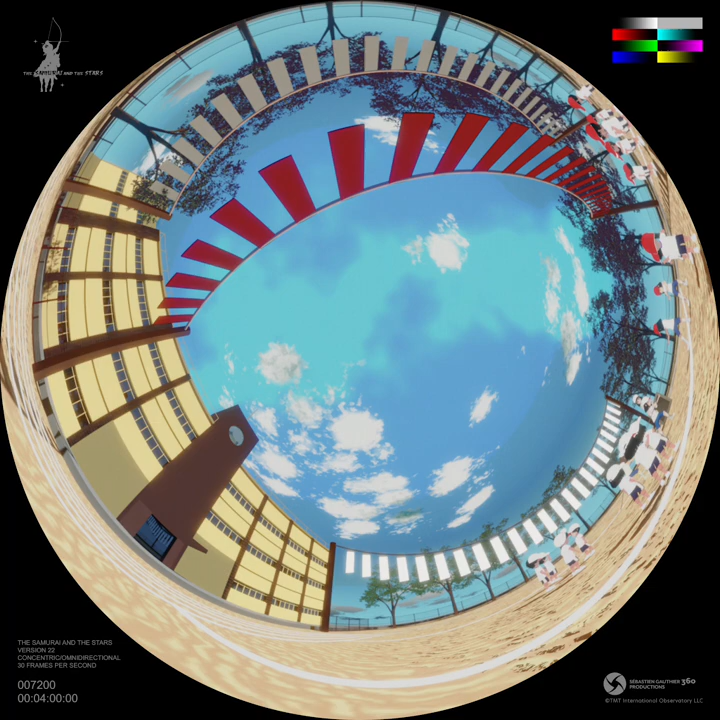 THE SAMURAI AND THE STARS
THE SAMURAI AND THE STARS
VERSION 22
CONCENTRIC/OMNIDIRECTIONAL
30 FRAMES PER SECOND
007200
00:04:00:00
SÉBASTIEN GAUTHIER 360
PRODUCTIONS
©TMT International Observatory LLC